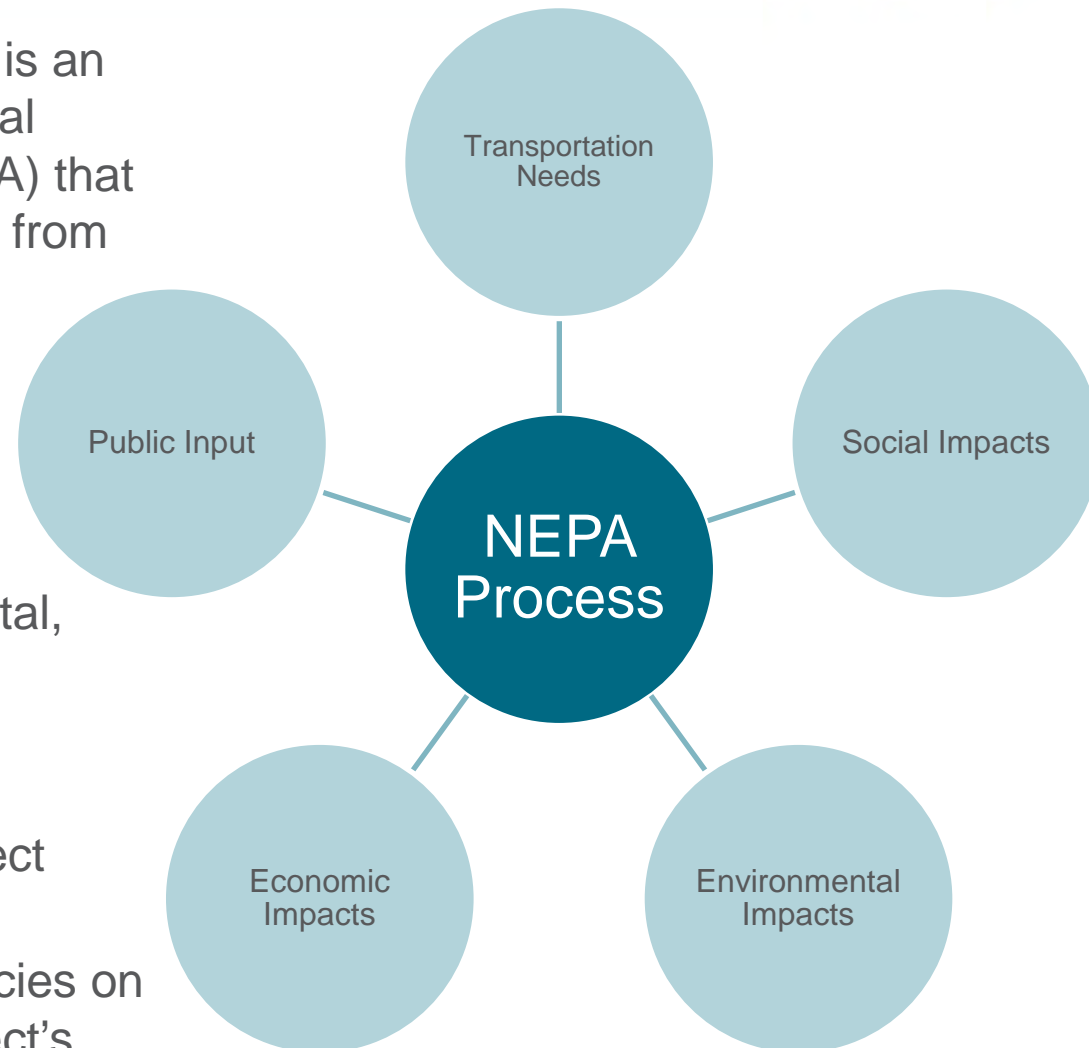 is an
al
A) that
from
tal,
ect
cies on
ect's
Transportation
Needs
Public Input
Social Impacts
NEPA
Process
Economic
Impacts
Environmental
Impacts